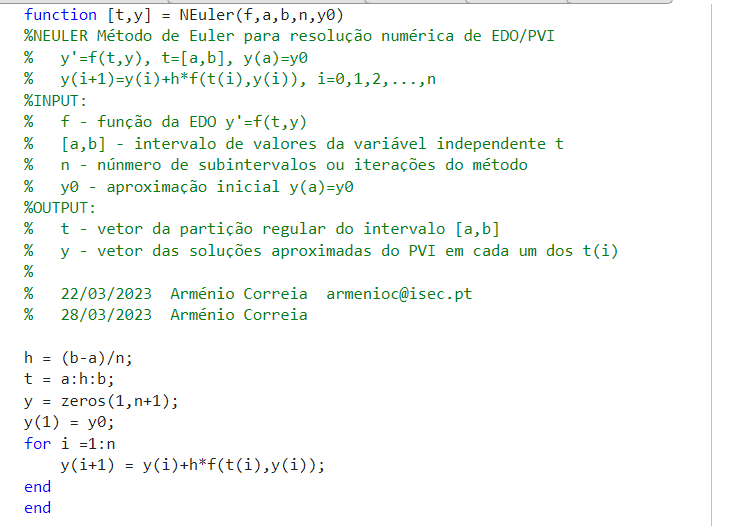 function [t,y] = NEuler(f,a,b,n,y0)
%NEULER Método de Euler para resolução numérica de EDO/PVI
%   y'=f(t,y), t=[a,b], y(a)=y0
%   y(i+1)=y(i)+h*f(t(i),y(i)), i=0,1,2,...,n
%INPUT:
%   f - função da EDO y'=f(t,y)
%   [a,b] - intervalo de valores da variável independente t
%   n - núnmero de subintervalos ou iterações do método
%   y0 - aproximação inicial y(a)=y0
%OUTPUT:
%   t - vetor da partição regular do intervalo [a,b]
%   y - vetor das soluções aproximadas do PVI em cada um dos t(i)
%
%   22/03/2023  Arménio Correia  armenioc@isec.pt
%   28/03/2023  Arménio Correia
h = (b-a)/n;
t = a:h:b;
y = zeros(1,n+1);
y(1) = y0;
for i =1:n
    y(i+1) = y(i)+h*f(t(i),y(i));
end
end